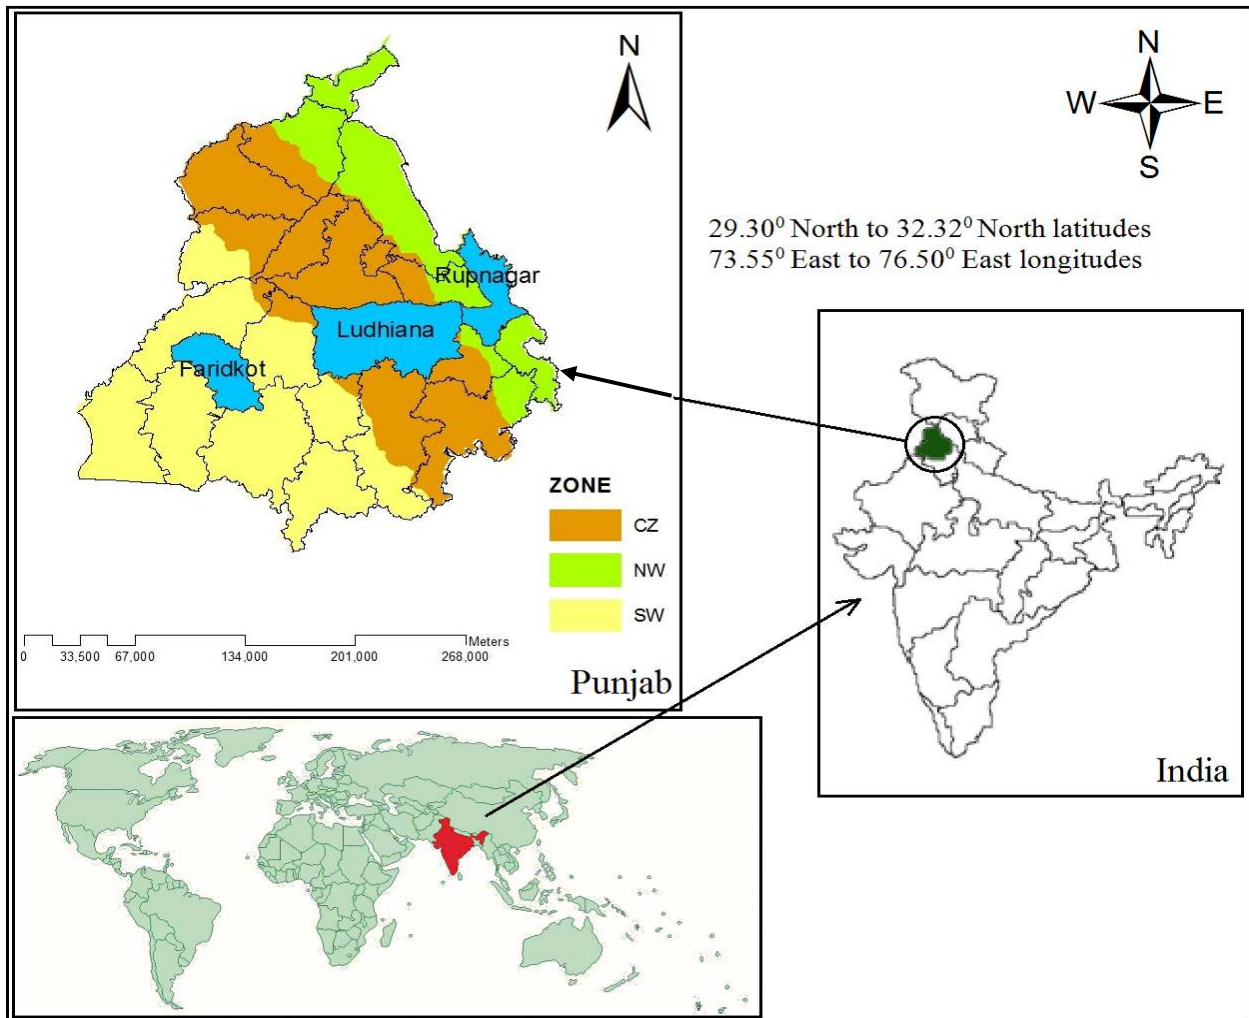 N
N
W E
S
29.30⁰ North to 32.32⁰ North latitudes
73.55⁰ East to 76.50⁰ East longitudes
Rupnagar
Ludhiana
Faridkot
ZONE
CZ
NW
SW
Meters
0 33,500 67,000 134,000 201,000 268,000
Punjab
India